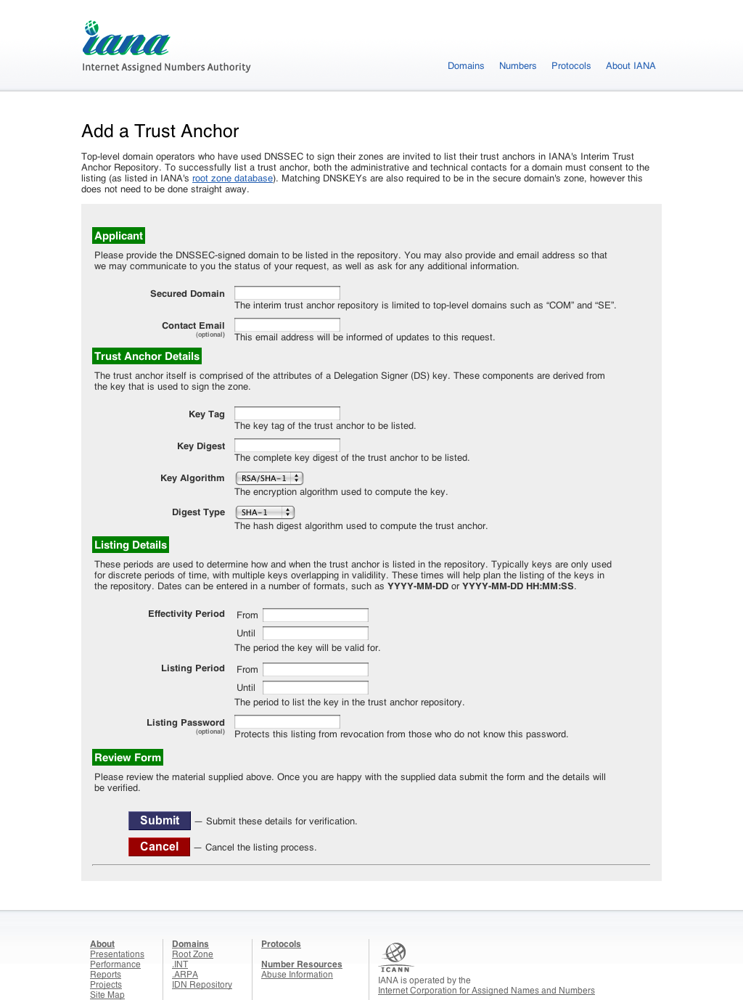 iana
Internet Assigned Numbers Authority
Domains Numbers Protocols About IANA
Add a Trust Anchor
Top-level domain operators who have used DNSSEC to sign their zones are invited to list their trust anchors in IANA's Interim Trust
Anchor Repository. To successfully list a trust anchor, both the administrative and technical contacts for a domain must consent to the
listing (as listed in IANA's root zone database). Matching DNSKEYs are also required to be in the secure domain's zone, however this
does not need to be done straight away.
Applicant
Please provide the DNSSEC-signed domain to be listed in the repository. You may also provide and email address so that
we may communicate to you the status of your request, as well as ask for any additional information.
Secured Domain
The interim trust anchor repository is limited to top-level domains such as “COM” and “SE”.
Contact Email
(optional)
This email address will be informed of updates to this request.
Trust Anchor Details
The trust anchor itself is comprised of the attributes of a Delegation Signer (DS) key. These components are derived from
the key that is used to sign the zone.
Key Tag
The key tag of the trust anchor to be listed.
Key Digest
The complete key digest of the trust anchor to be listed.
Key Algorithm RSA/SHA-1
The encryption algorithm used to compute the key.
Digest Type SHA-1
The hash digest algorithm used to compute the trust anchor.
Listing Details
These periods are used to determine how and when the trust anchor is listed in the repository. Typically keys are only used
for discrete periods of time, with multiple keys overlapping in validility. These times will help plan the listing of the keys in
the repository. Dates can be entered in a number of formats, such as YYYY-MM-DD or YYYY-MM-DD HH:MM:SS.
Effectivity Period From
Until
The period the key will be valid for.
Listing Period From
Until
The period to list the key in the trust anchor repository.
Listing Password
(optional)
Protects this listing from revocation from those who do not know this password.
Review Form
Please review the material supplied above. Once you are happy with the supplied data submit the form and the details will
be verified.
Submit — Submit these details for verification.
Cancel — Cancel the listing process.
About
Presentations
Performance
Reports
Projects
Site Map
Domains
Root Zone
.INT
.ARPA
IDN Repository
Protocols
Number Resources
Abuse Information
ICANN
IANA is operated by the
Internet Corporation for Assigned Names and Numbers